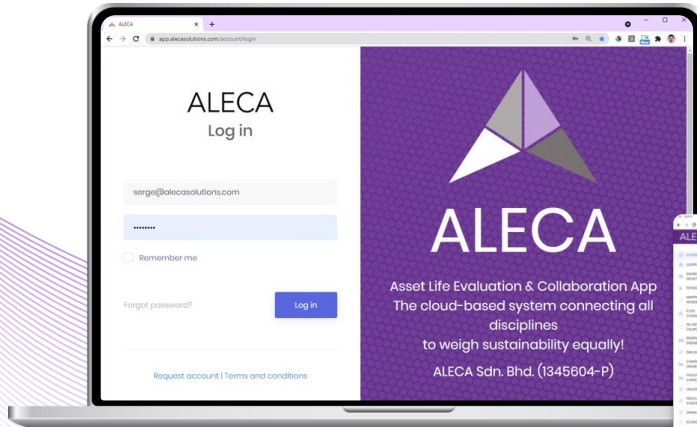 ALECA
app.alecasolutions.com/account/login
ALECA
Log in
serge@alecasolutions.com
••••••••
Remember me
Forgot password?
Log in
Request account | Terms and conditions
ALECA
Asset Life Evaluation & Collaboration App
The cloud-based system connecting all
disciplines
to weigh sustainability equally!
ALECA Sdn. Bhd. (1345604-P)
ALE